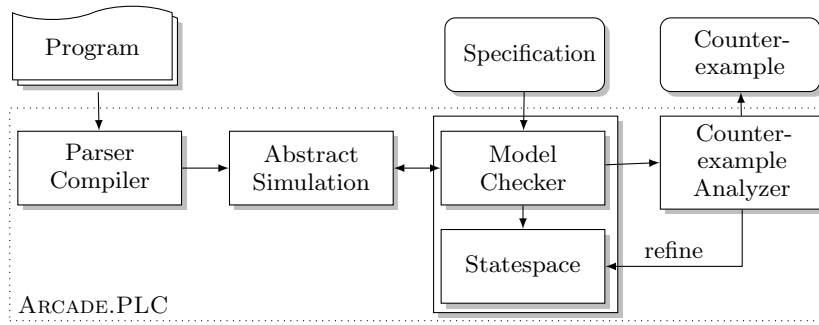 Program
Specification
Counter-
example
Parser
Compiler
Abstract
Simulation
Model
Checker
Counter-
example
Analyzer
Statespace
refine
ARCADE.PLC